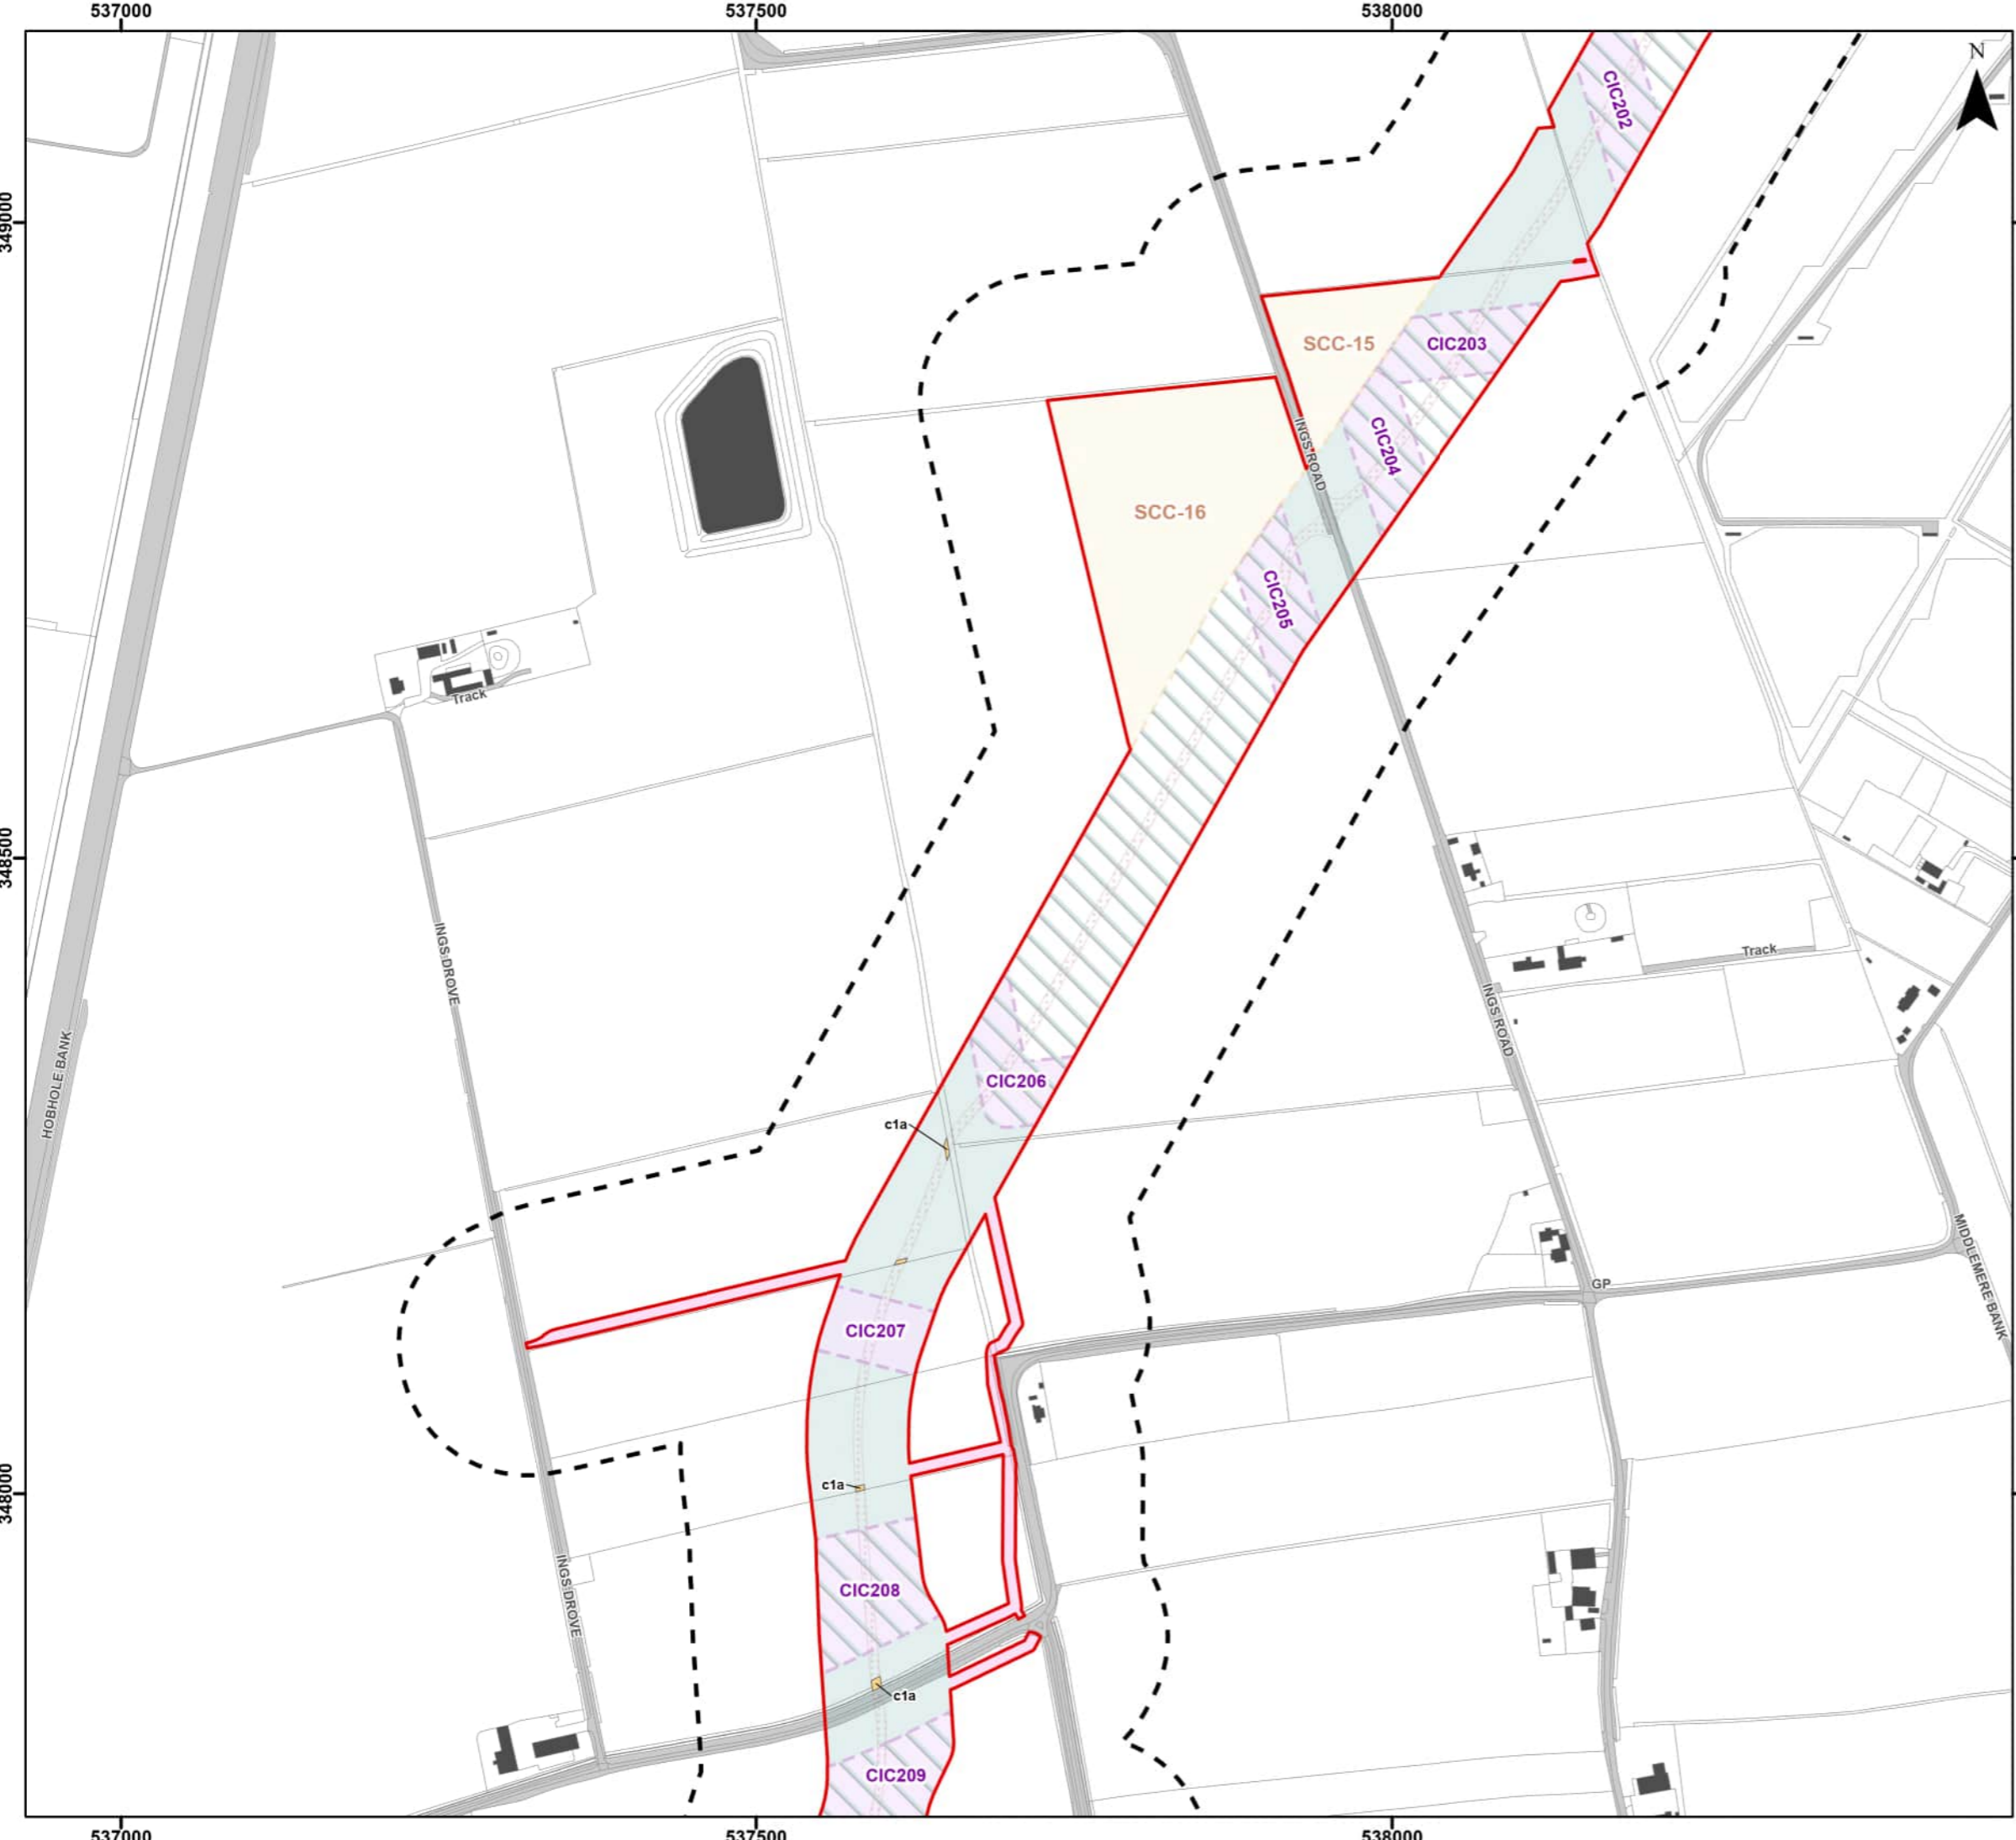 537000
537500
538000
N
CIC202
349000
SCC-15
CIC203
CIC204
INGS ROAD
SCC-16
CIC205
Track
348500
INGS DROVE
Track
INGS ROAD
HOBHOLE BANK
CIC206
c1a
MIDDLEMERE BANK
GP
CIC207
c1a
348000
CIC208
INGS DROVE
c1a
CIC209
537000
537500
538000